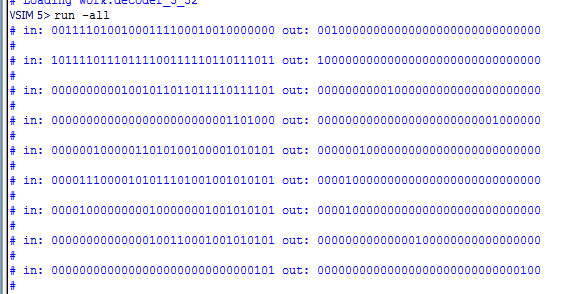 # Loading work.decoder_5_32
VSIM 5> run -all
# in: 00111101001000111100010010000000 out: 00100000000000000000000000000000
#
# in: 10111101110111100111110110111011 out: 10000000000000000000000000000000
#
# in: 00000000001001011011011110111101 out: 00000000001000000000000000000000
#
# in: 00000000000000000000000001101000 out: 00000000000000000000000001000000
#
# in: 00000010000011010100100001010101 out: 00000010000000000000000000000000
#
# in: 00001110000101011101001001010101 out: 00001000000000000000000000000000
#
# in: 00001000000000100000001001010101 out: 00001000000000000000000000000000
#
# in: 00000000000000100110001001010101 out: 00000000000000100000000000000000
#
# in: 00000000000000000000000000000101 out: 00000000000000000000000000000100
#